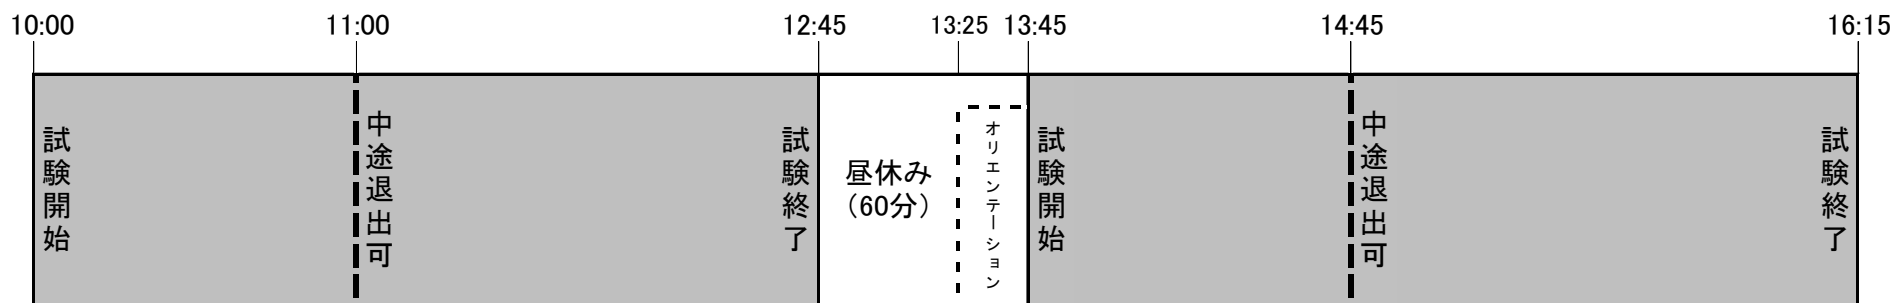 10:00
11:00
12:45
13:25
13:45
14:45
16:15
試験開始
中途退出可
試験終了
昼休み
（60分）
オリエンテーション
試験開始
中途退出可
試験終了